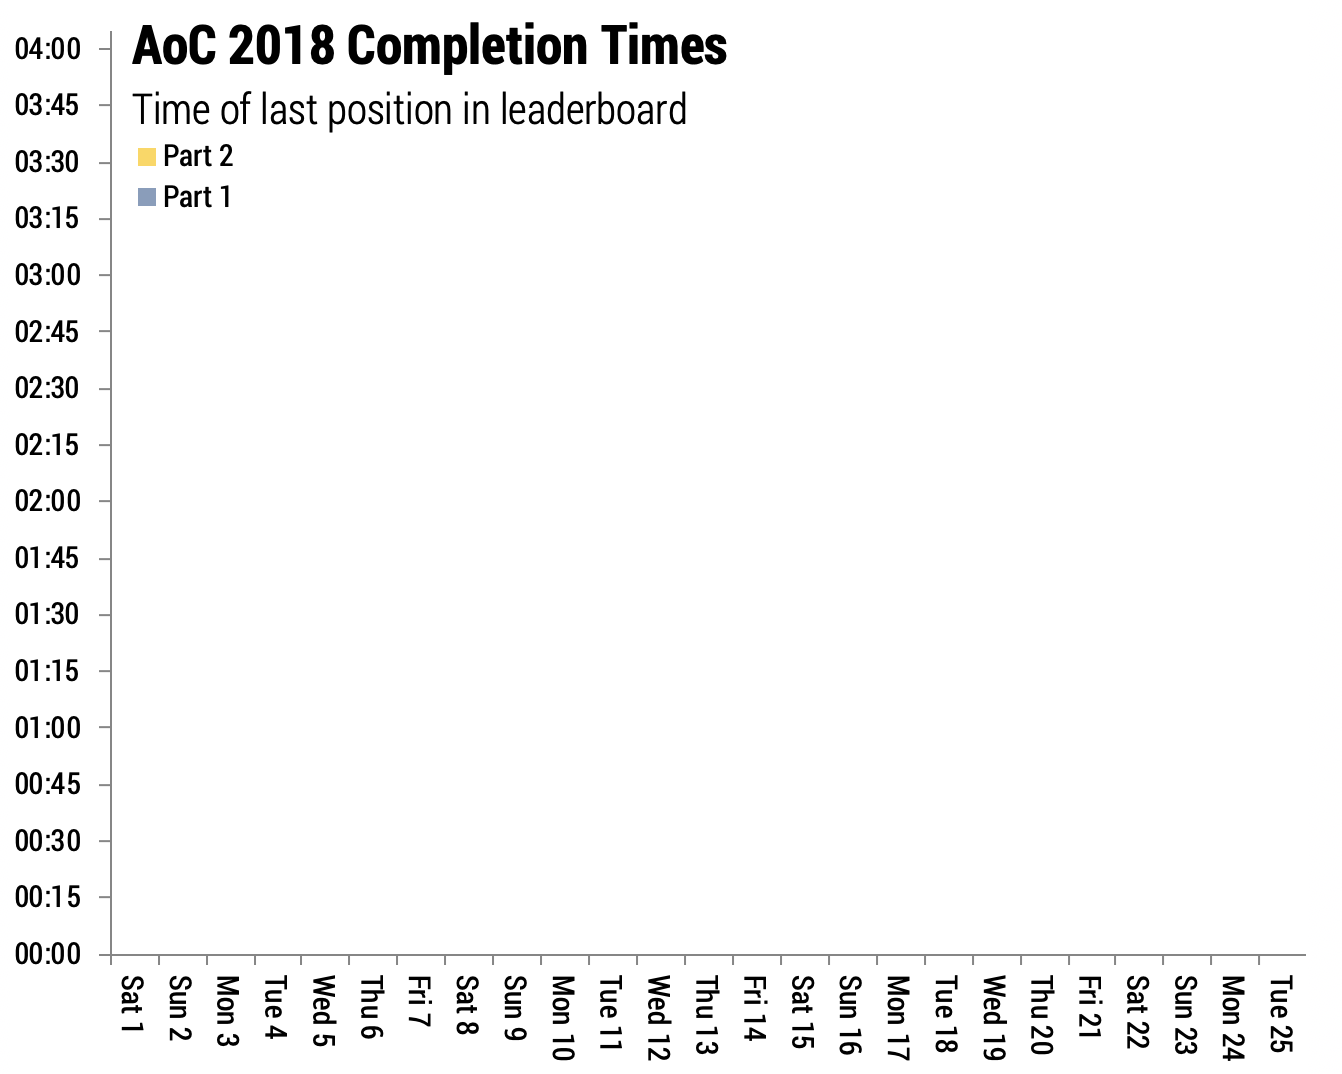 AoC 2018 Completion Times
Time of last position in leaderboard
Part 2
Part 1
04:00
03:45
03:30
03:15
03:00
02:45
02:30
02:15
02:00
01:45
01:30
01:15
01:00
00:45
00:30
00:15
00:00
Sat 1
Sun 2
Mon 3
Tue 4
Wed 5
Thu 6
Fri 7
Sat 8
Sun 9
Mon 10
Tue 11
Wed 12
Thu 13
Fri 14
Sat 15
Sun 16
Mon 17
Tue 18
Wed 19
Thu 20
Fri 21
Sat 22
Sun 23
Mon 24
Tue 25